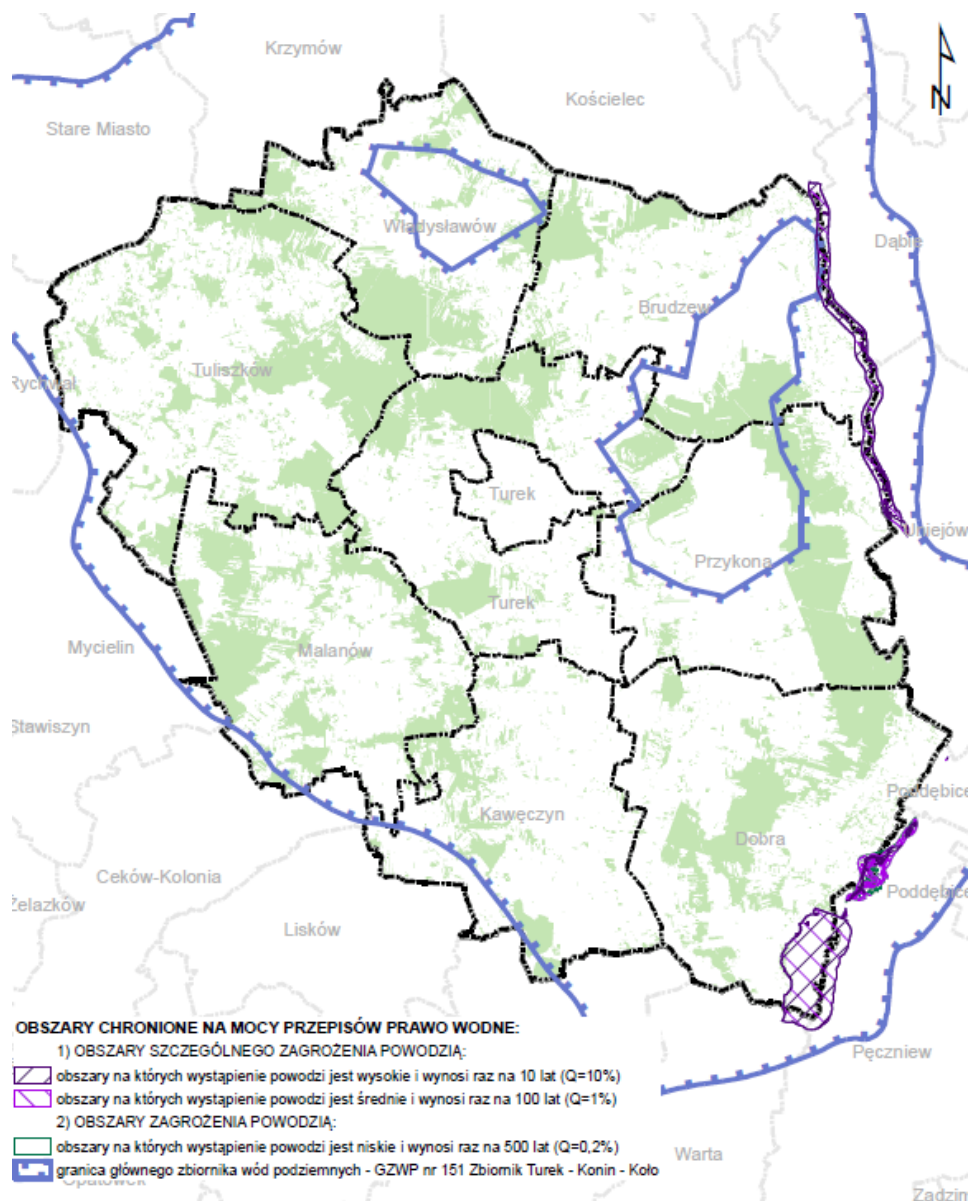 Krzymów
Kościelec
Stare Miasto
N
Władysławów
Dąbie
Brudzew
Tuliszków
Rychwał
Turek
Uniejów
Przykona
Turek
Mycielin
Malanów
Stawiszyn
Poddębice
Kawęczyn
Dobra
Ceków-Kolonia
Poddębice
Żelazków
Lisków
OBSZARY CHRONIONE NA MOCY PRZEPISÓW PRAWO WODNE:
1) OBSZARY SZCZEGÓLNEGO ZAGROŻENIA POWODZIĄ:
Pęczniew
obszary na których wystąpienie powodzi jest wysokie i wynosi raz na 10 lat (Q=10%)
obszary na których wystąpienie powodzi jest średnie i wynosi raz na 100 lat (Q=1%)
2) OBSZARY ZAGROŻENIA POWODZIĄ:
obszary na których wystąpienie powodzi jest niskie i wynosi raz na 500 lat (Q=0,2%)
Warta
granica głównego zbiornika wód podziemnych - GZWP nr 151 Zbiornik Turek - Konin - Koło
Opatówek
Zadzim